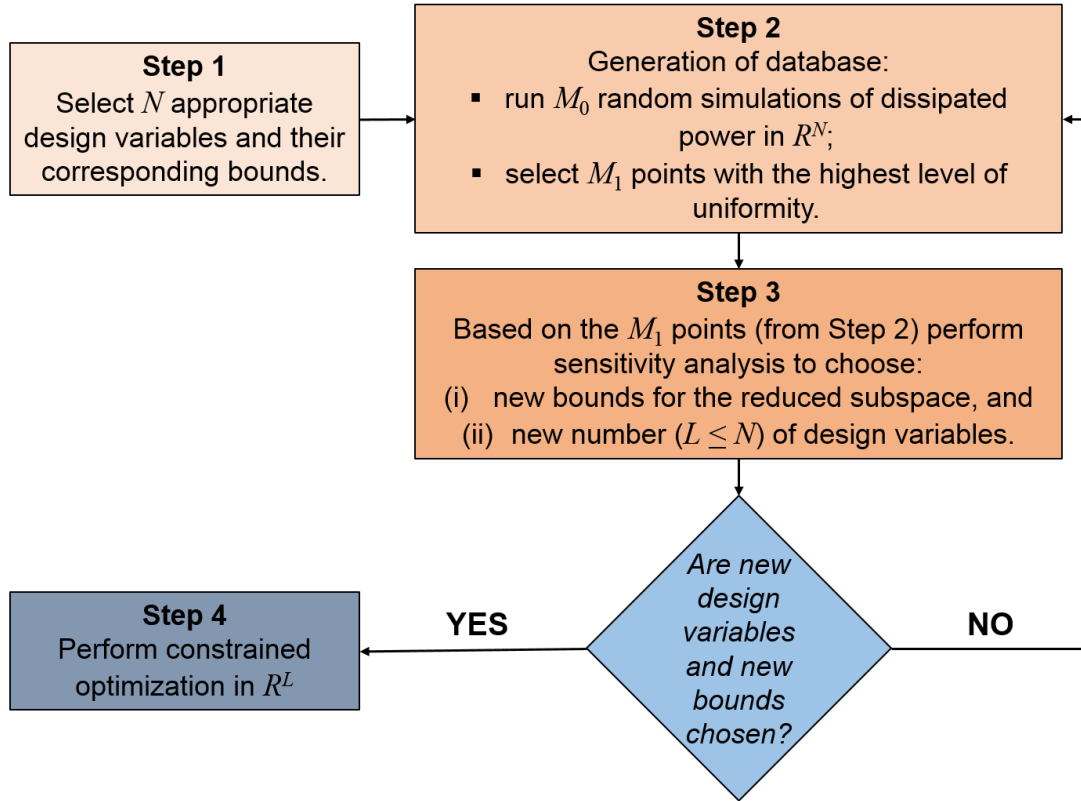 Step 1
Select N appropriate
design variables and their
corresponding bounds.
Step 2
Generation of database:
▪ run M₀ random simulations of dissipated
power in Rᴺ;
▪ select M₁ points with the highest level of
uniformity.
Step 3
Based on the M₁ points (from Step 2) perform
sensitivity analysis to choose:
(i) new bounds for the reduced subspace, and
(ii) new number (L ≤ N) of design variables.
Are new
design
variables
and new
bounds
chosen?
YES
NO
Step 4
Perform constrained
optimization in Rᴸ